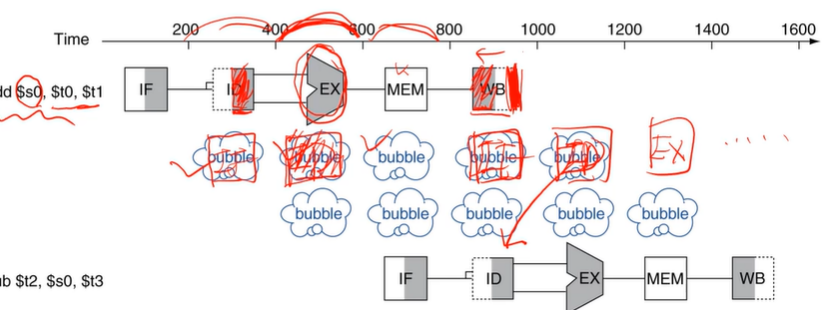 200 400 600 800 1000 1200 1400 1600
Time
dd $s0, $t0, $t1 IF ID EX MEM WB
bubble bubble bubble bubble bubble EX .....
bubble bubble bubble bubble bubble
ub $t2, $s0, $t3 IF ID EX MEM WB